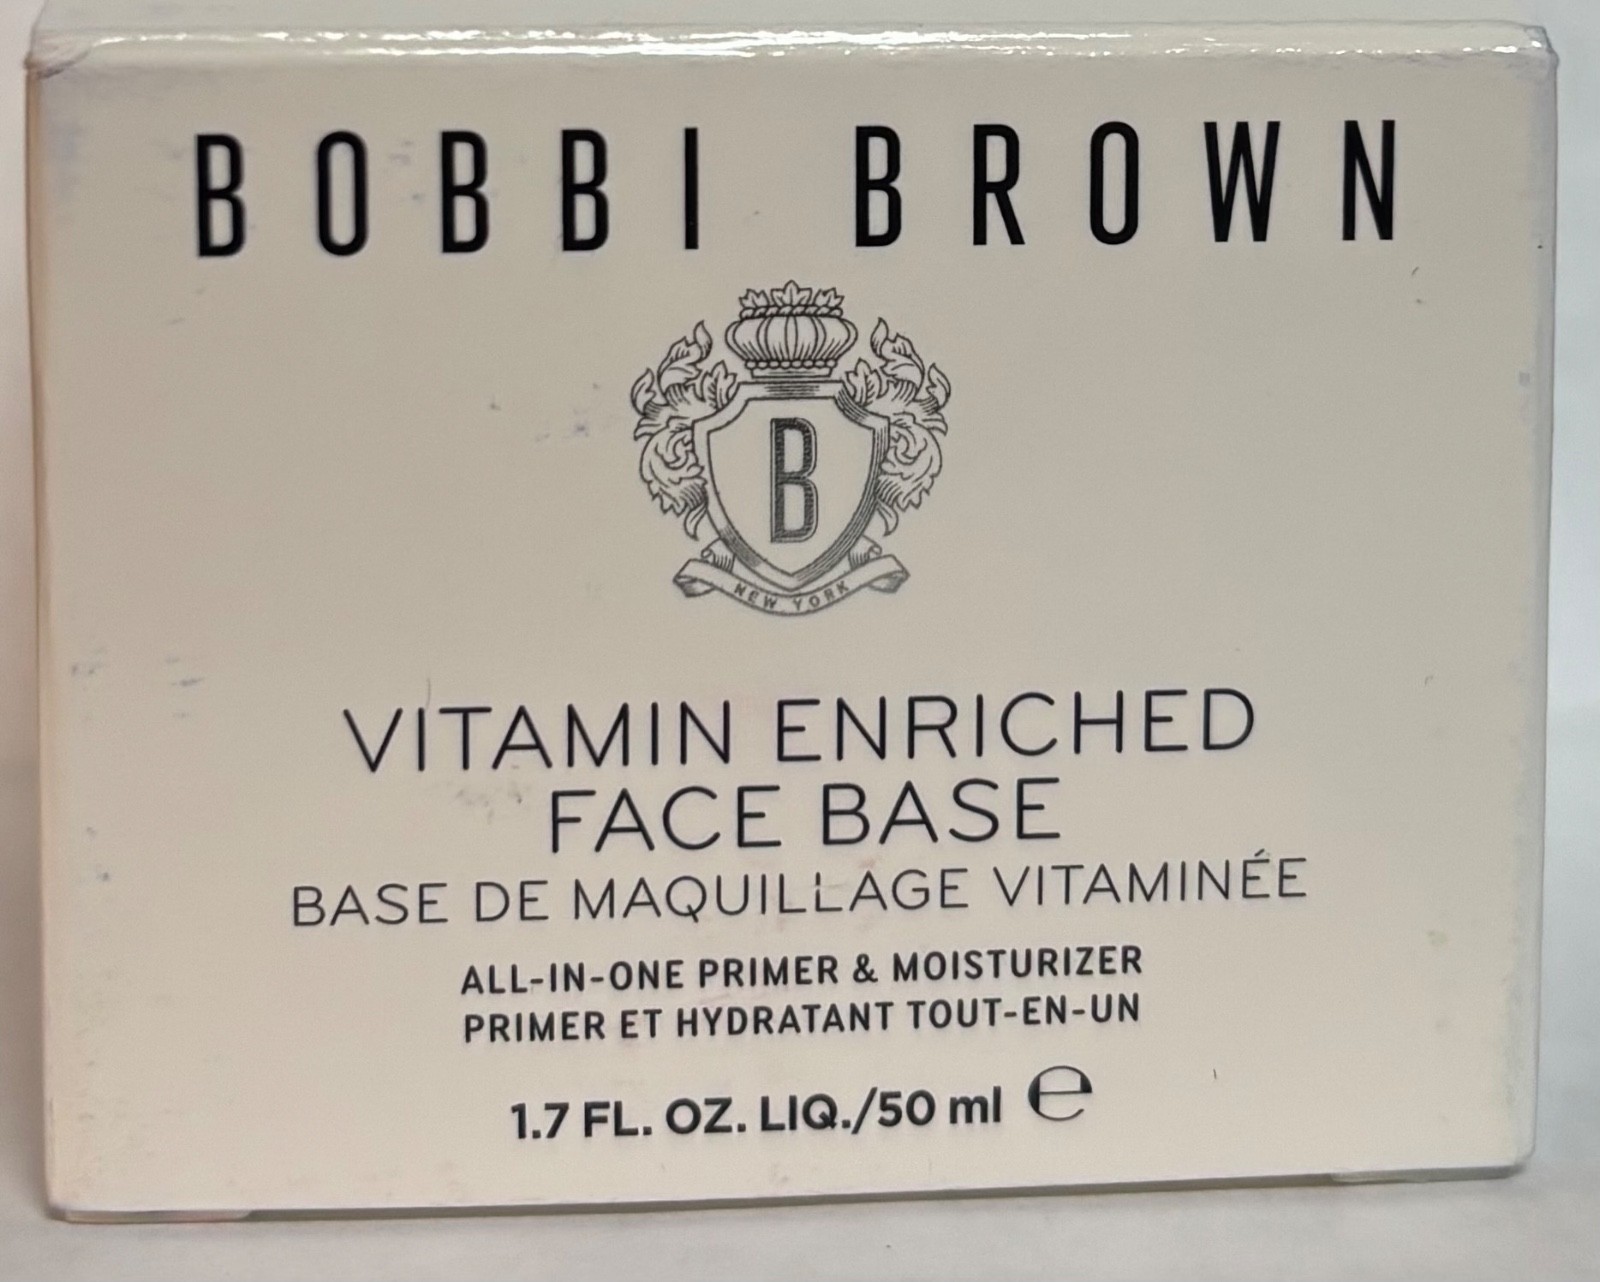 BOBBI BROWN
B
NEW YORK
VITAMIN ENRICHED
FACE BASE
BASE DE MAQUILLAGE VITAMINÉE
ALL-IN-ONE PRIMER & MOISTURIZER
PRIMER ET HYDRATANT TOUT-EN-UN
1.7 FL. OZ. LIQ./50 ml ℮